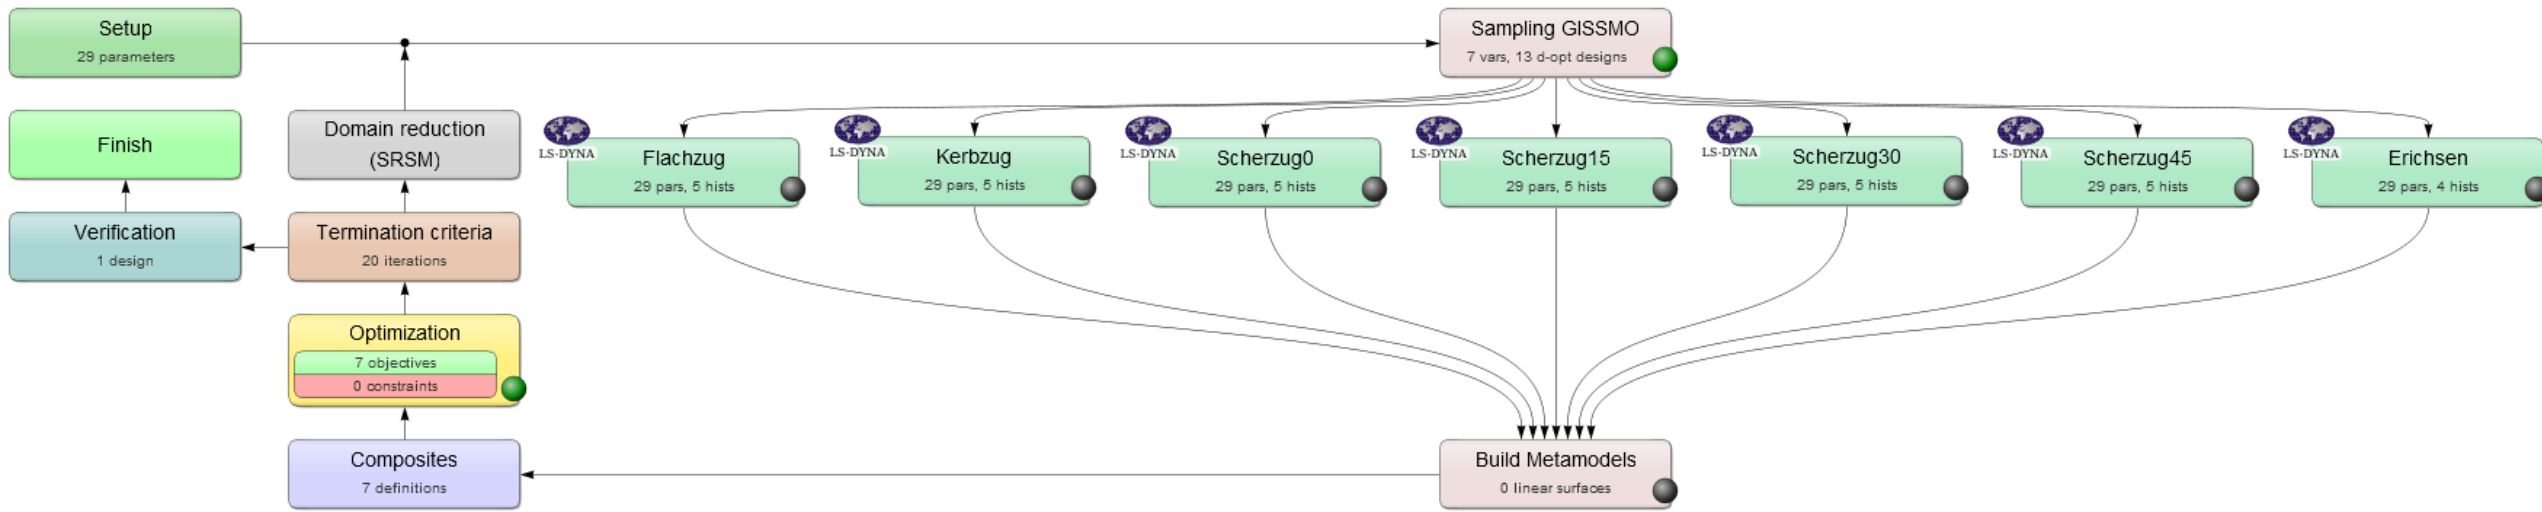 Setup
29 parameters
Sampling GISSMO
7 vars, 13 d-opt designs
Finish
Domain reduction
(SRSM)
LS-DYNA
Flachzug
29 pars, 5 hists
LS-DYNA
Kerbzug
29 pars, 5 hists
LS-DYNA
Scherzug0
29 pars, 5 hists
LS-DYNA
Scherzug15
29 pars, 5 hists
LS-DYNA
Scherzug30
29 pars, 5 hists
LS-DYNA
Scherzug45
29 pars, 5 hists
LS-DYNA
Erichsen
29 pars, 4 hists
Verification
1 design
Termination criteria
20 iterations
Optimization
7 objectives
0 constraints
Composites
7 definitions
Build Metamodels
0 linear surfaces